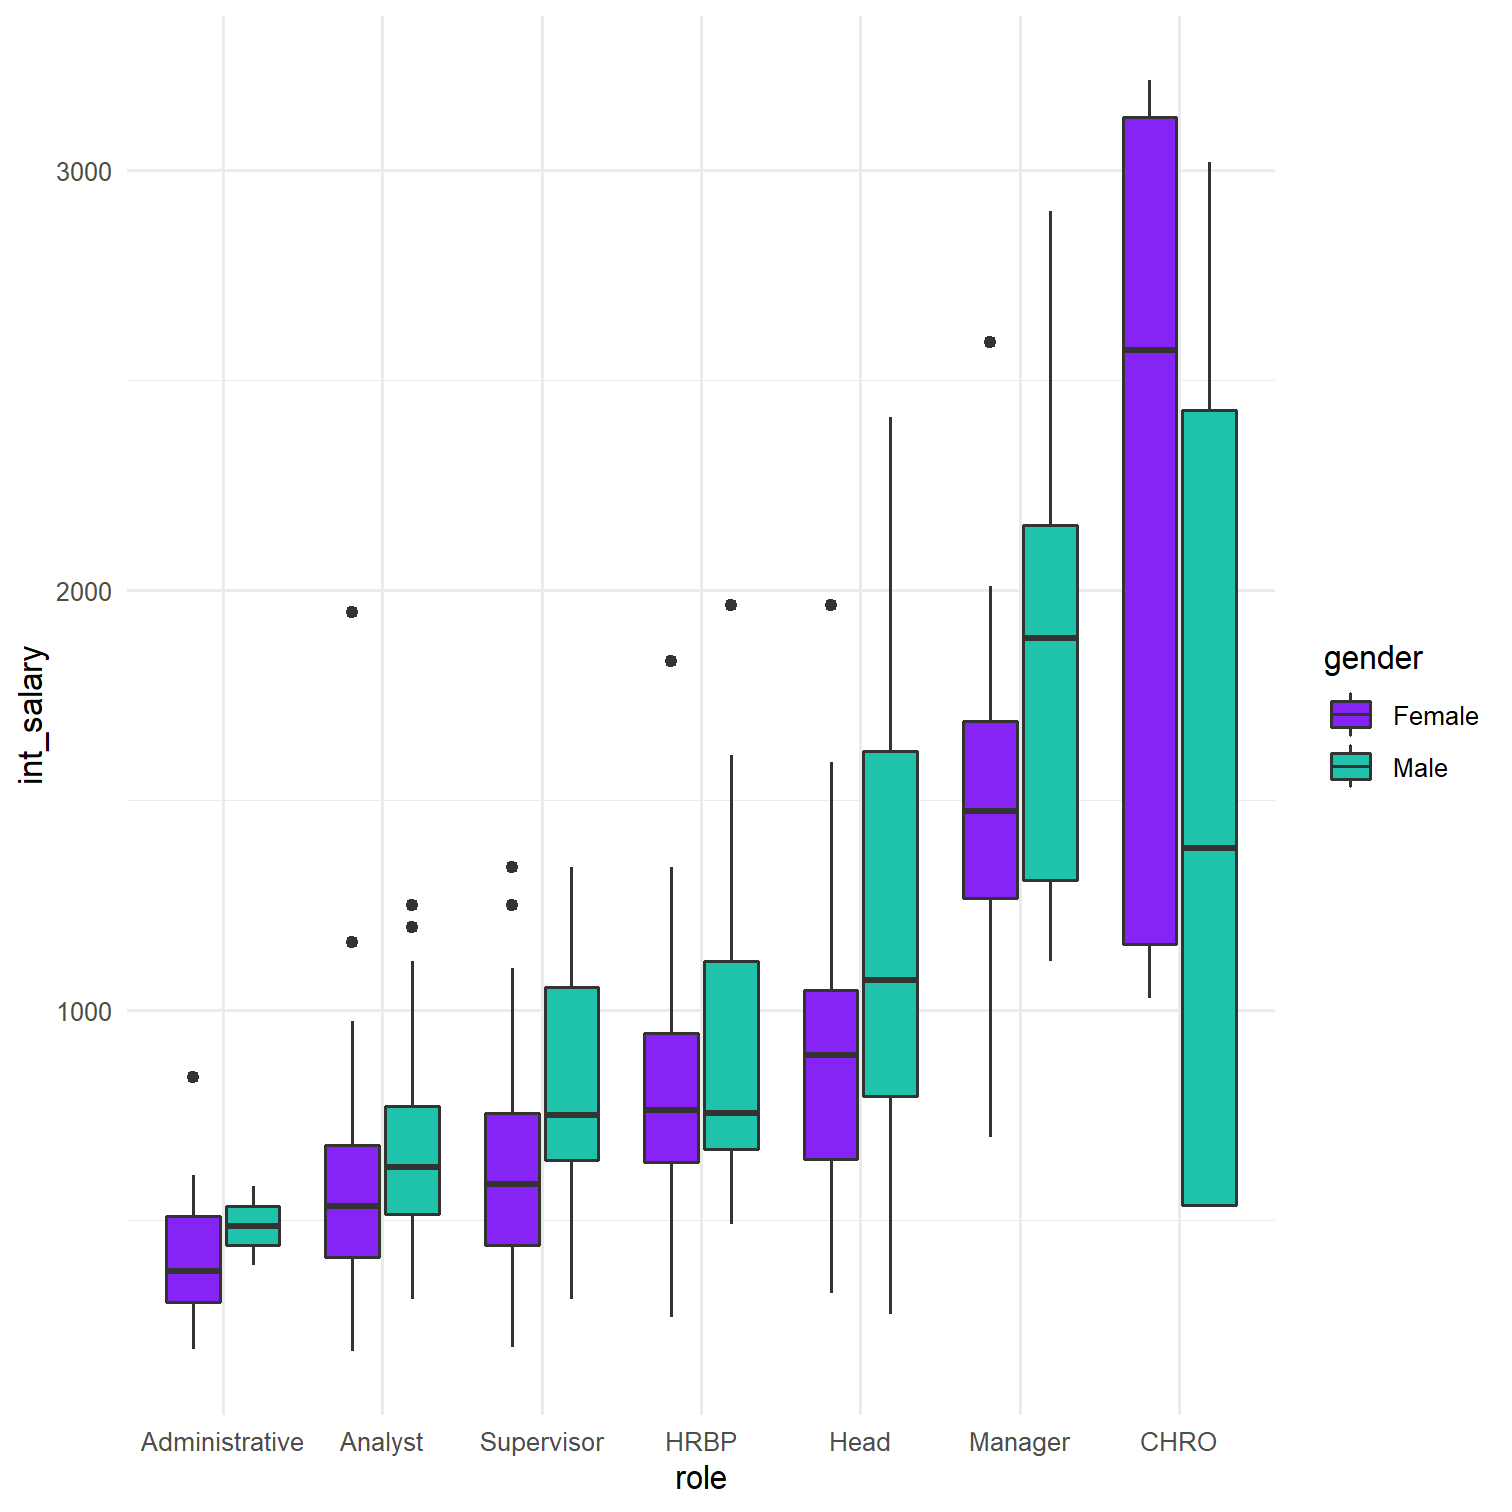 3000
2000
1000
int_salary
Administrative Analyst Supervisor HRBP Head Manager CHRO
role
gender
Female
Male